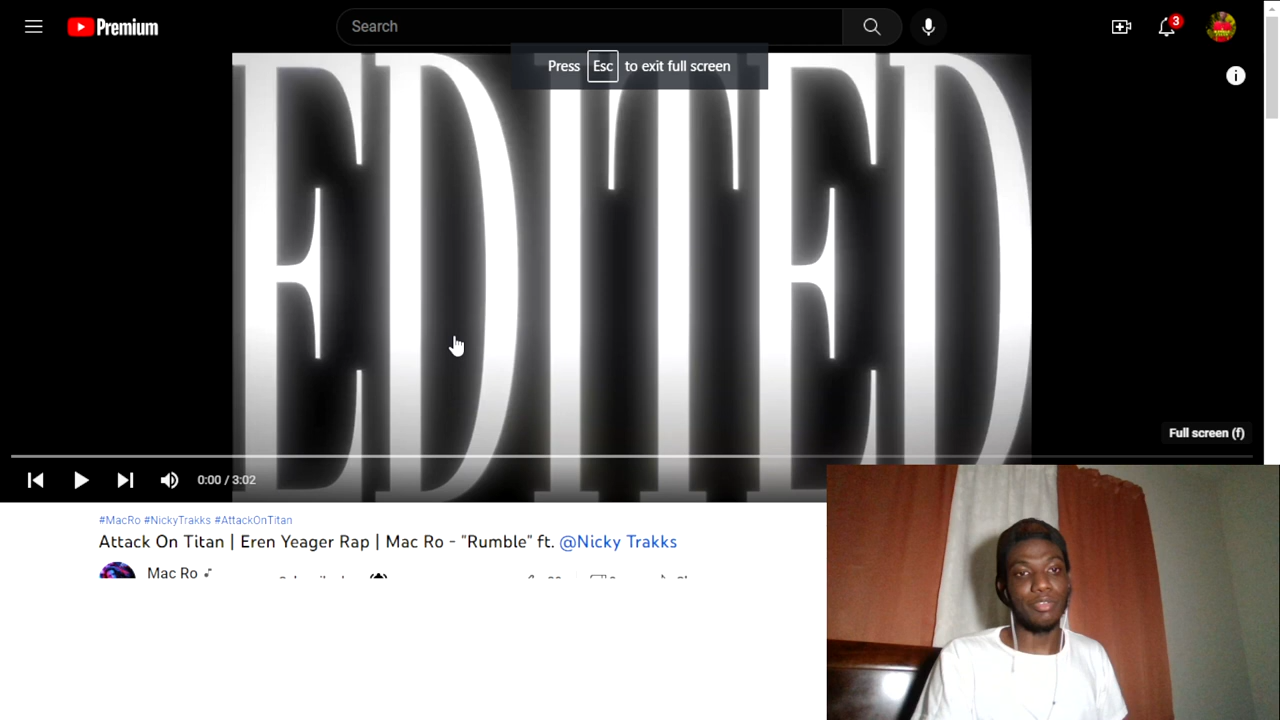 Premium
Search
3
Press Esc to exit full screen
i
EDITED
Full screen (f)
0:00 / 3:02
#MacRo #NickyTrakks #AttackOnTitan
Attack On Titan | Eren Yeager Rap | Mac Ro - "Rumble" ft. @Nicky Trakks
Mac Ro